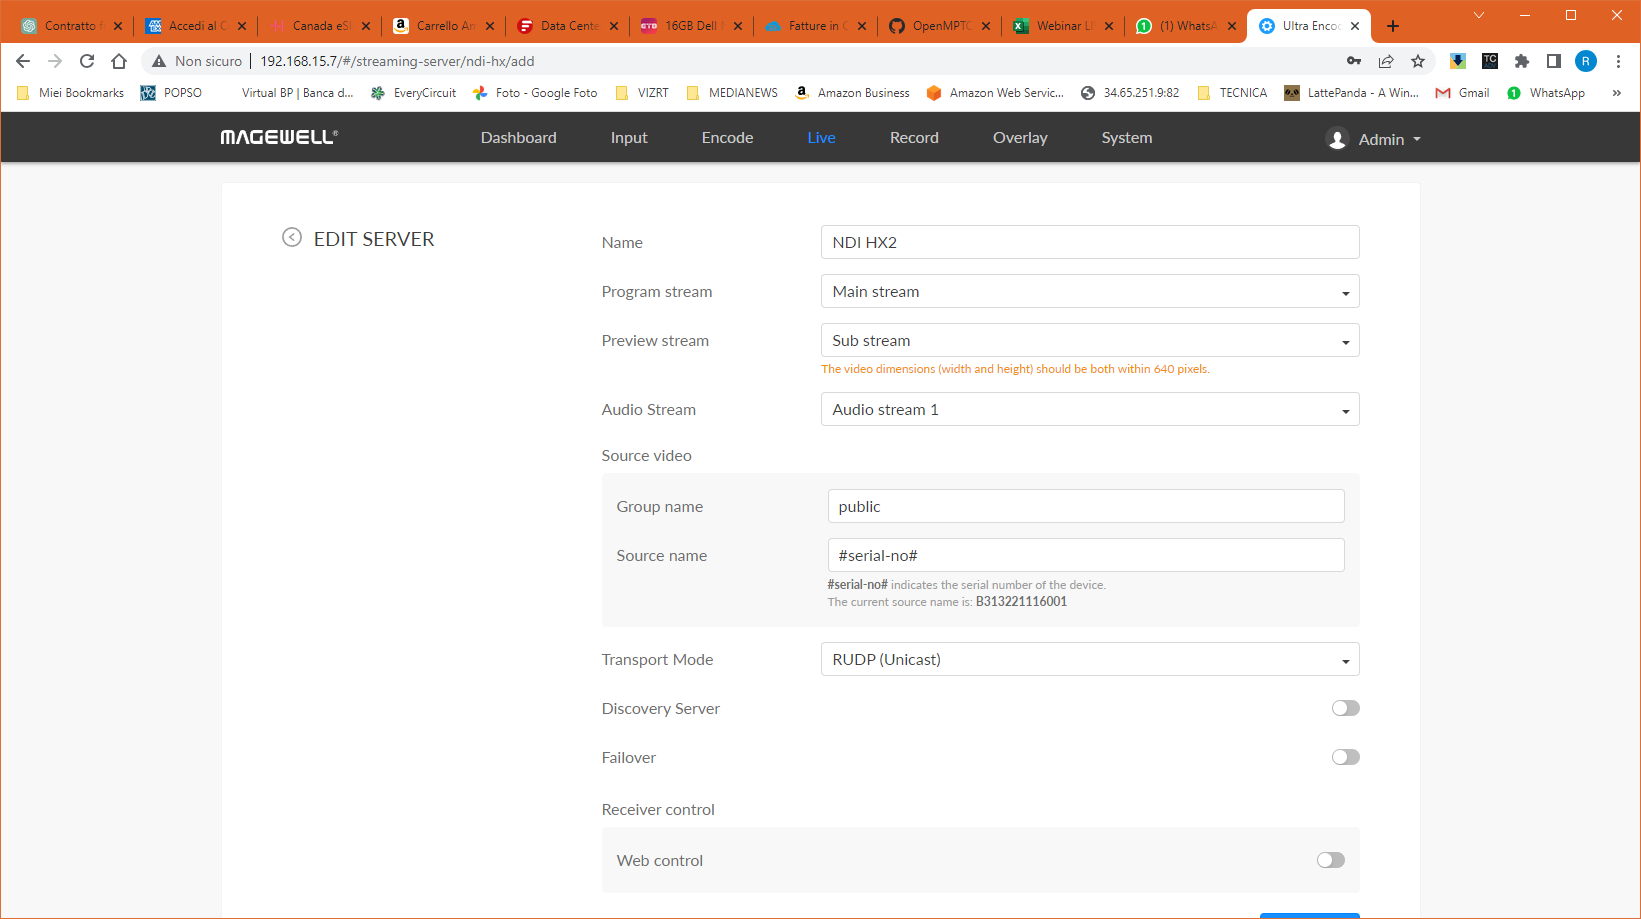 Contratto f
Accedi al C
Canada eSI
Carrello Am
Data Cente
16GB Dell
Fatture in C
OpenMPTC
Webinar LI
(1) WhatsA
Ultra Encod
Non sicuro
192.168.15.7/#/streaming-server/ndi-hx/add
TC
R
Miei Bookmarks
POPSO
Virtual BP | Banca d...
EveryCircuit
Foto - Google Foto
VIZRT
MEDIANEWS
Amazon Business
Amazon Web Servic...
34.65.251.9:82
TECNICA
LattePanda - A Win...
Gmail
WhatsApp
»
MAGEWELL®
Dashboard
Input
Encode
Live
Record
Overlay
System
Admin
EDIT SERVER
Name
NDI HX2
Program stream
Main stream
Preview stream
Sub stream
The video dimensions (width and height) should be both within 640 pixels.
Audio Stream
Audio stream 1
Source video
Group name
public
Source name
#serial-no#
#serial-no# indicates the serial number of the device.
The current source name is: B313221116001
Transport Mode
RUDP (Unicast)
Discovery Server
Failover
Receiver control
Web control